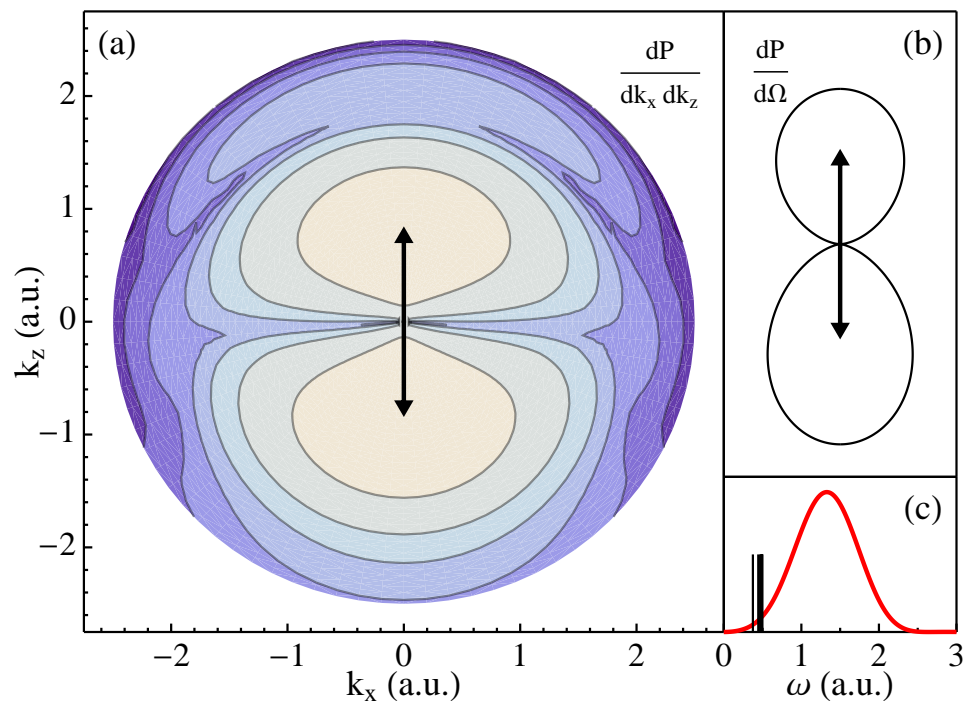 (a)
dP
dkx dkz
(b)
dP
dΩ
(c)
2
1
0
−1
−2
kz (a.u.)
−2 −1 0 1 2
kx (a.u.)
0 1 2 3
ω (a.u.)